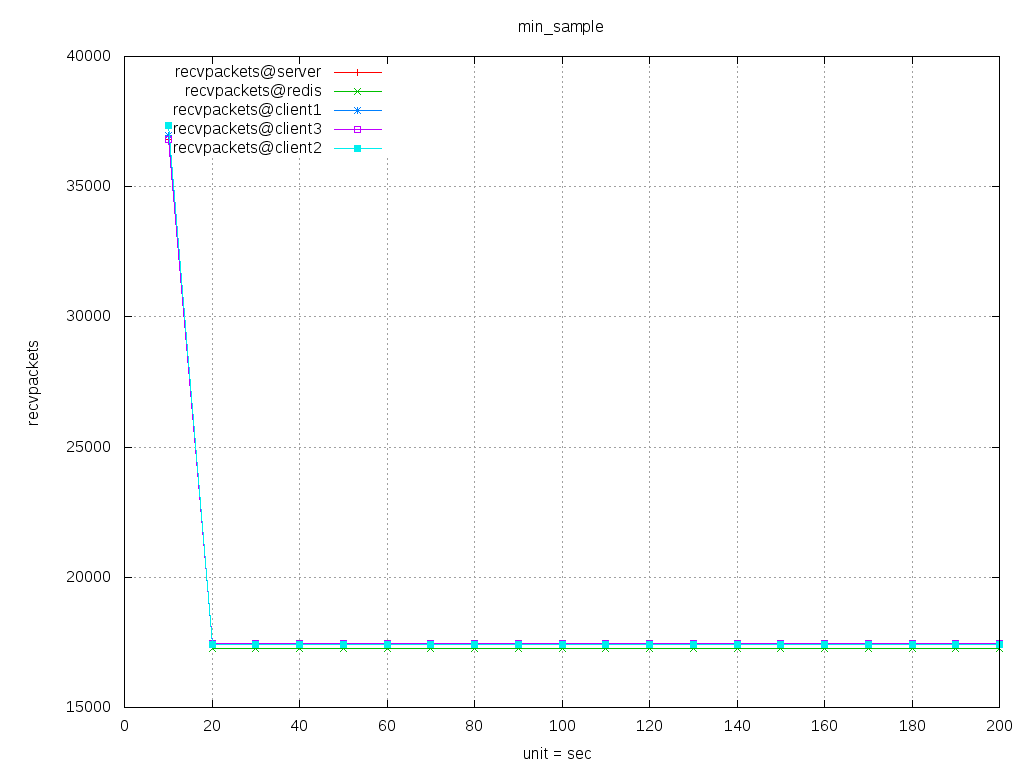 min_sample
40000
recvpackets@server
recvpackets@redis
recvpackets@client1
recvpackets@client3
recvpackets@client2
35000
30000
recvpackets
25000
20000
15000
0 20 40 60 80 100 120 140 160 180 200
unit = sec